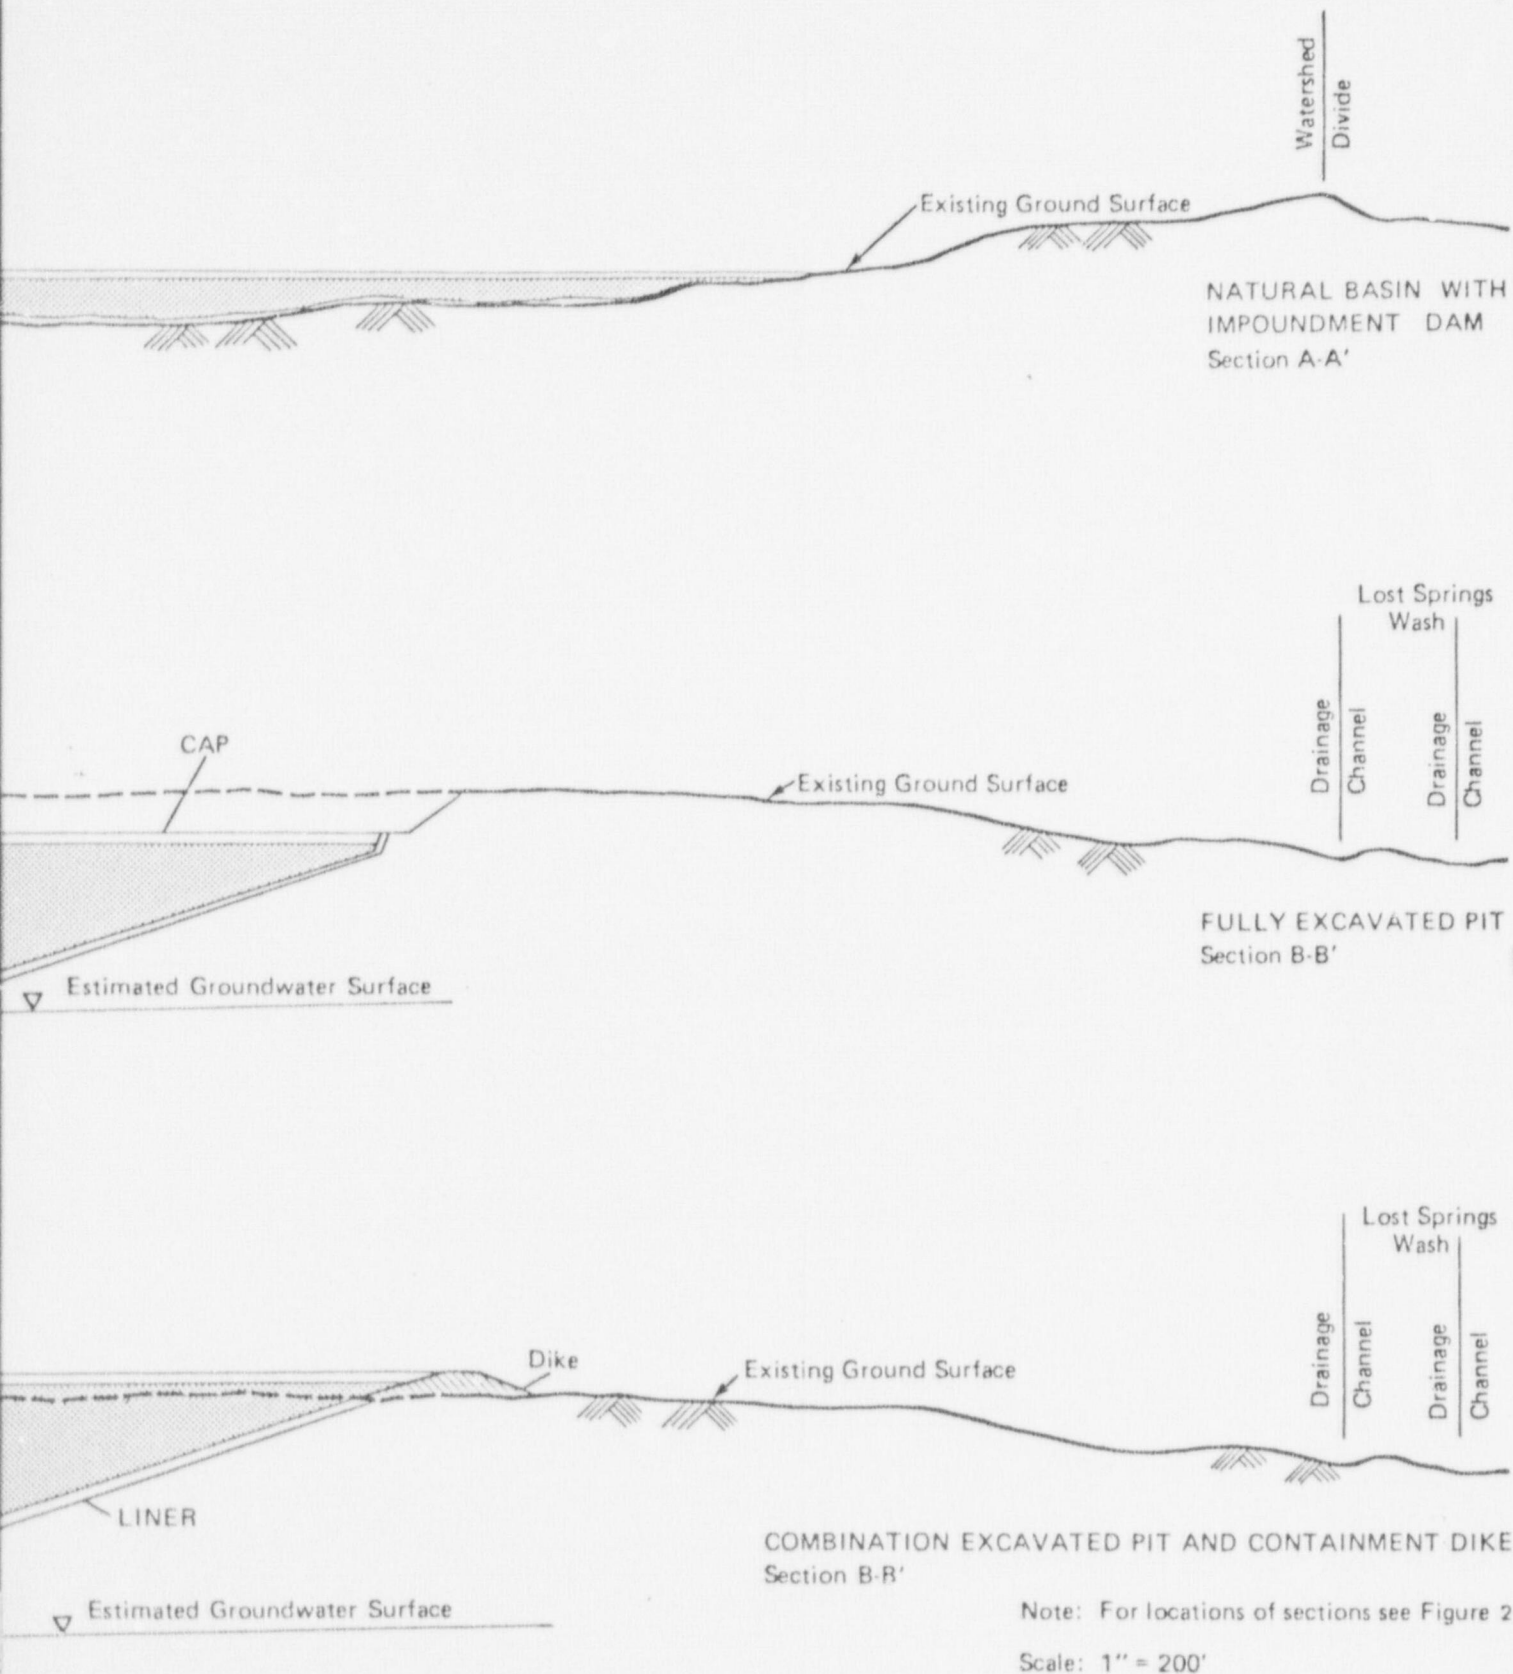 Watershed
Divide
Existing Ground Surface
NATURAL BASIN WITH
IMPOUNDMENT DAM
Section A-A'
Lost Springs
Wash
Drainage
Channel
Drainage
Channel
CAP
Existing Ground Surface
FULLY EXCAVATED PIT
Section B-B'
Estimated Groundwater Surface
Lost Springs
Wash
Drainage
Channel
Drainage
Channel
Dike
Existing Ground Surface
LINER
COMBINATION EXCAVATED PIT AND CONTAINMENT DIKE
Section B-B'
Estimated Groundwater Surface
Note: For locations of sections see Figure 2
Scale: 1" = 200'